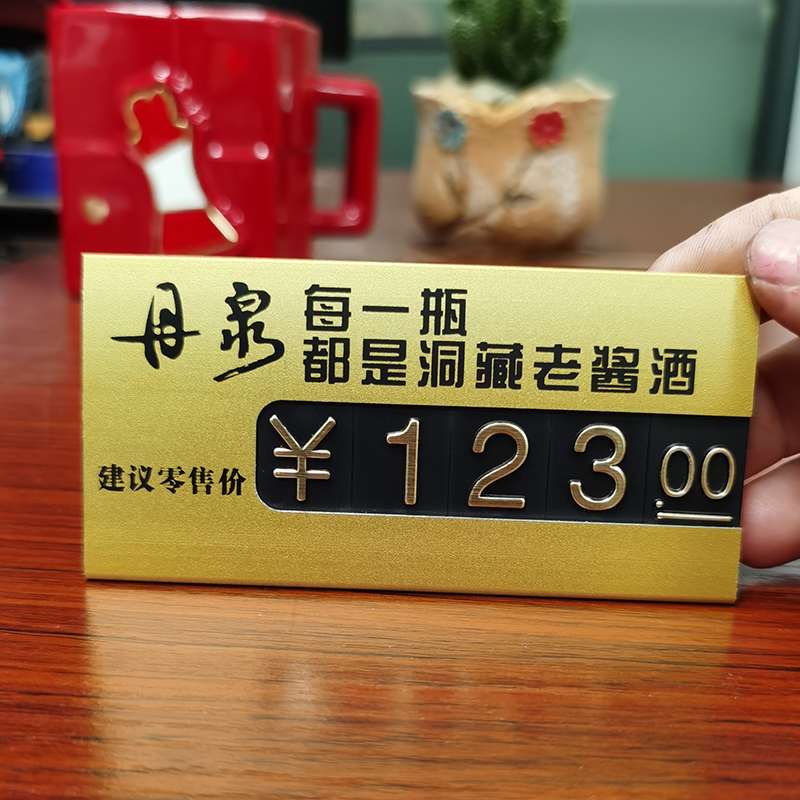 丹泉
每一瓶
都是洞藏老酱酒
建议零售价
¥123.00